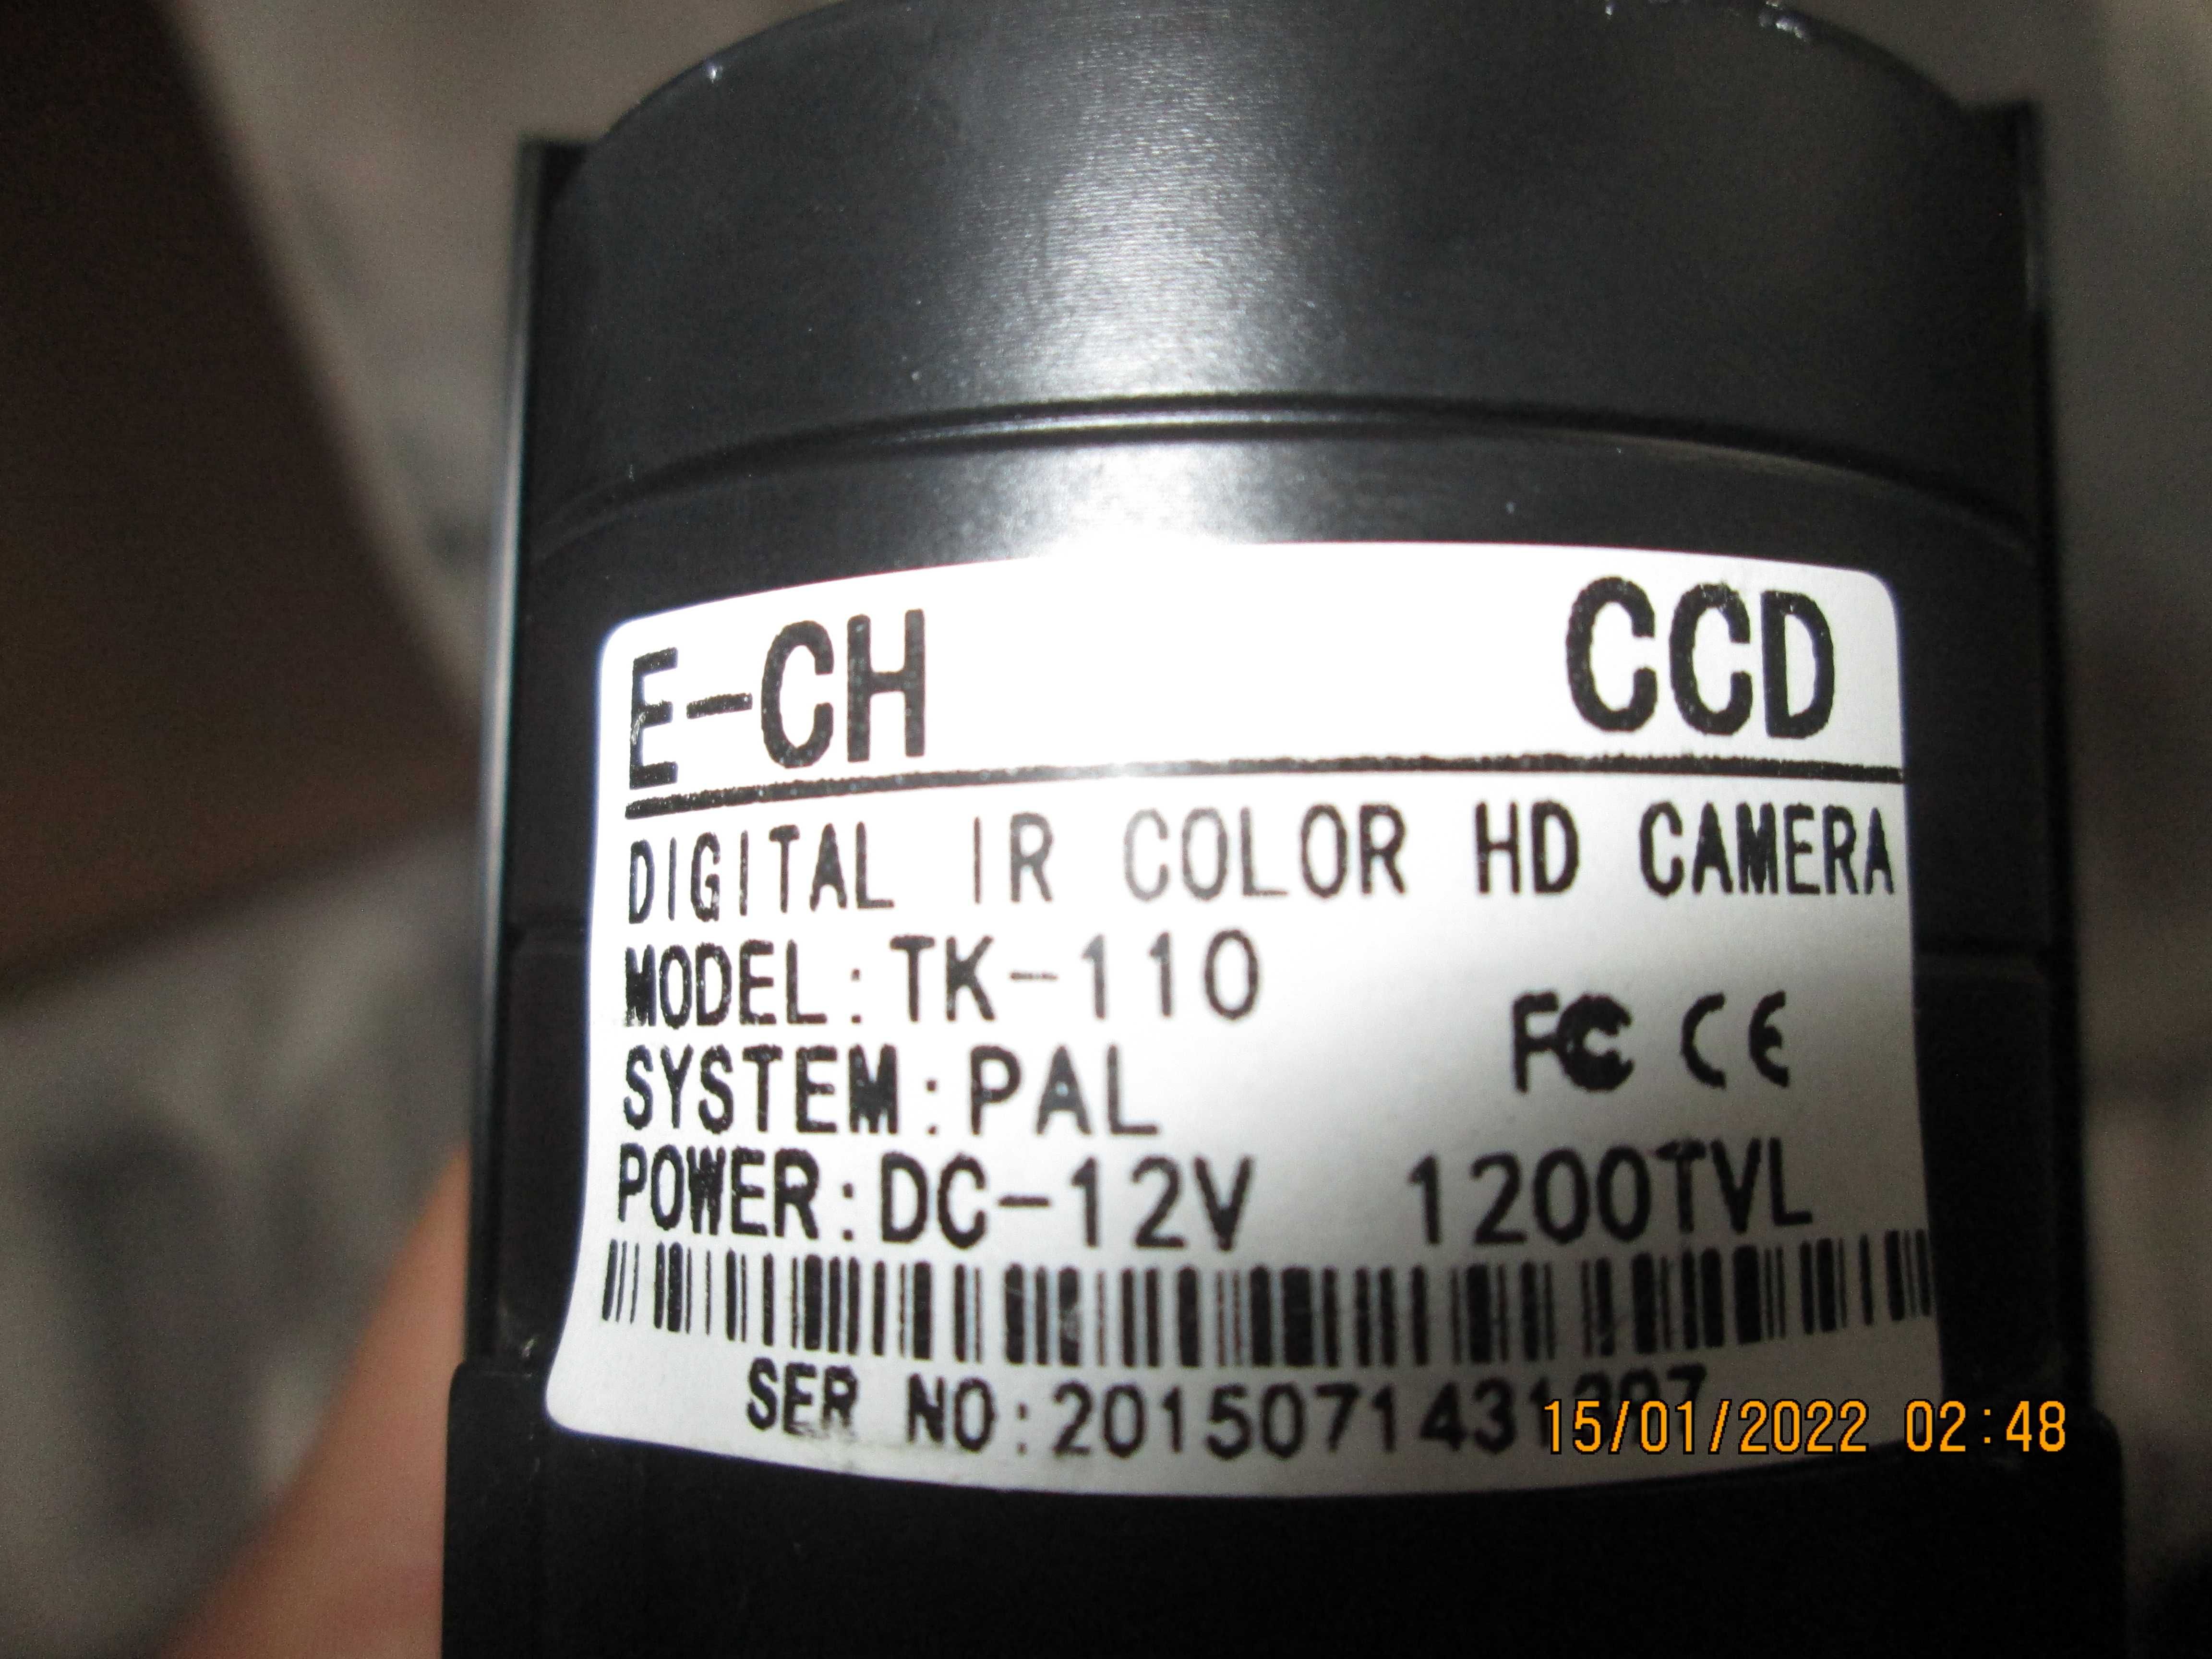 E-CH CCD
DIGITAL IR COLOR HD CAMERA
MODEL:TK-110
FC CE
SYSTEM:PAL
POWER:DC-12V 1200TVL
SER NO:
15/01/2022 02:48